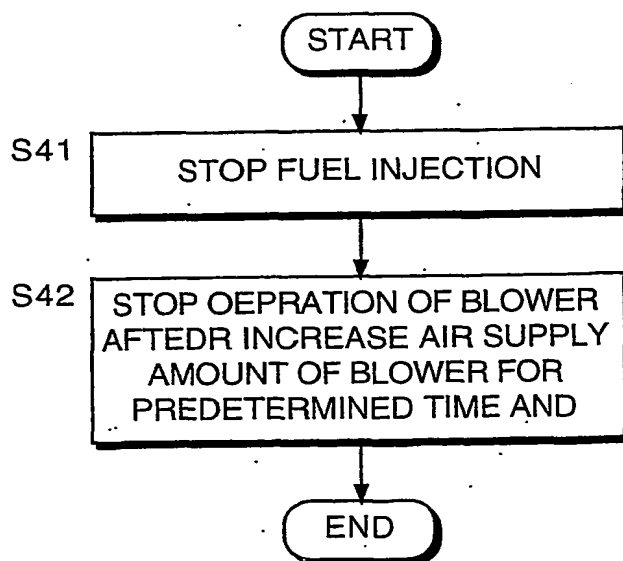 START
S41
STOP FUEL INJECTION
S42
STOP OEPRATION OF BLOWER
AFTEDR INCREASE AIR SUPPLY
AMOUNT OF BLOWER FOR
PREDETERMINED TIME AND
END